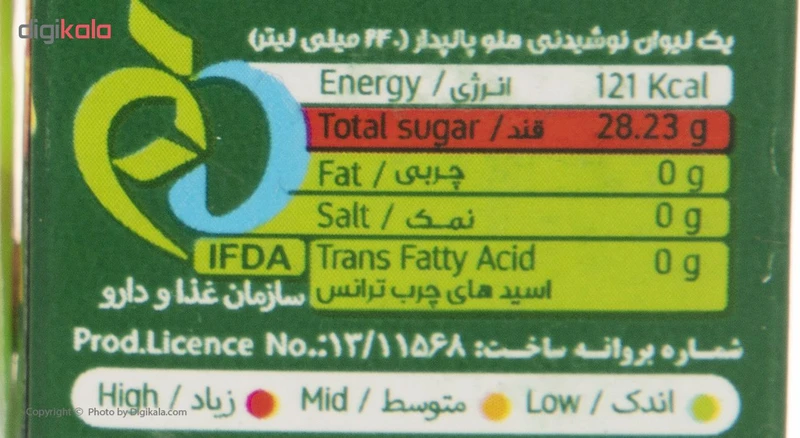 digikala
یک لیوان نوشیدنی هلو پالپدار (۲۴۰ میلی لیتر)
Energy / انرژی 121 Kcal
Total sugar / قند 28.23 g
Fat / چربی 0 g
Salt / نمک 0 g
IFDA
سازمان غذا و دارو
Trans Fatty Acid 0 g
اسید های چرب ترانس
Prod.Licence No.:۱۳/۱۱۵۶۸ :شماره پروانه ساخت
High / زیاد Mid / متوسط Low / اندک
Copyright © Photo by Digikala.com